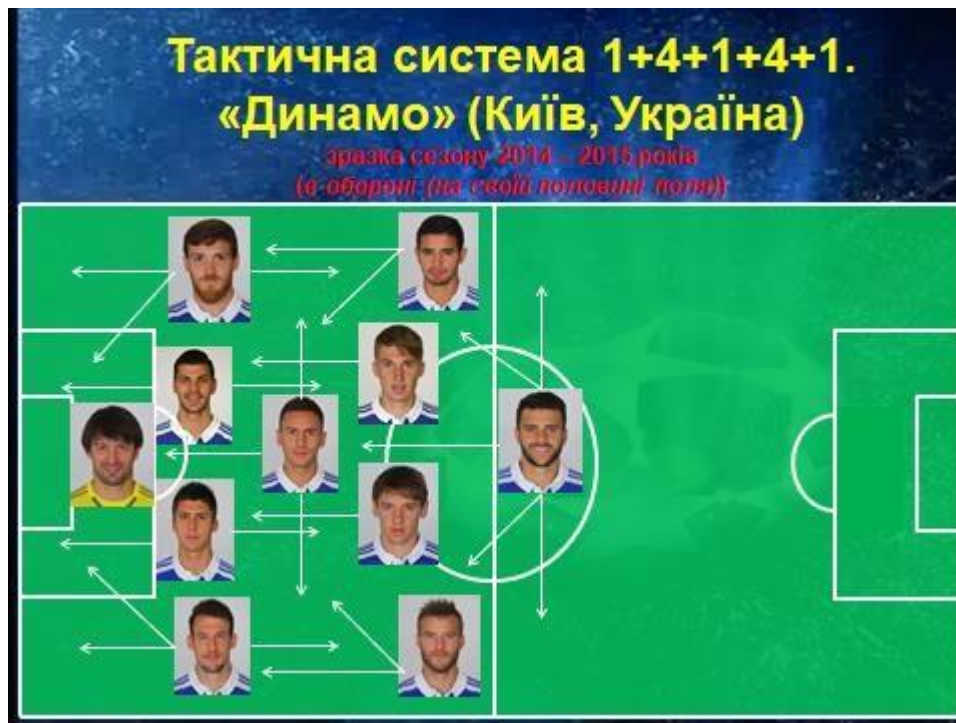 Тактична система 1+4+1+4+1.
«Динамо» (Київ, Україна)
зразка сезону 2014 – 2015 років
(в обороні (на своїй половині поля))